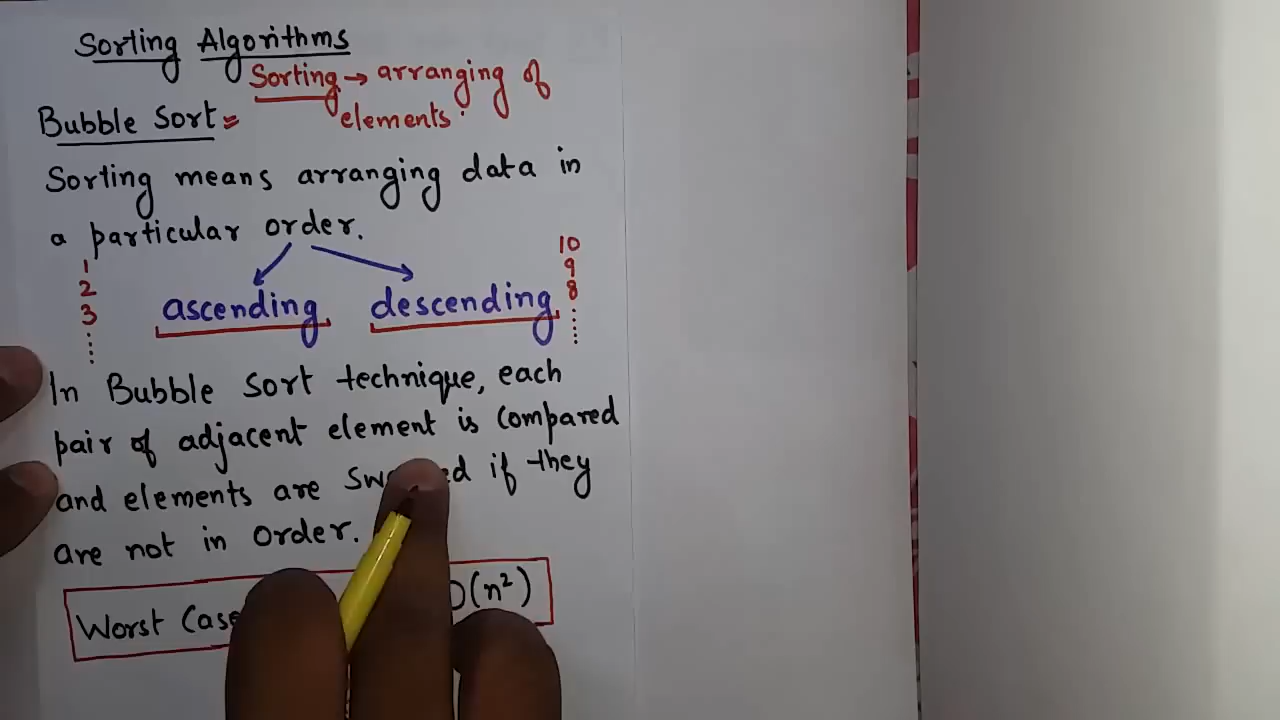 Sorting Algorithms
Sorting → arranging of
elements.
Bubble Sort =
Sorting means arranging data in
a particular order.
1
2
3
⋮
ascending
descending
10
9
8
⋮
In Bubble Sort technique, each
pair of adjacent element is compared
and elements are if they
are not in order.
Worst Case O(n²)